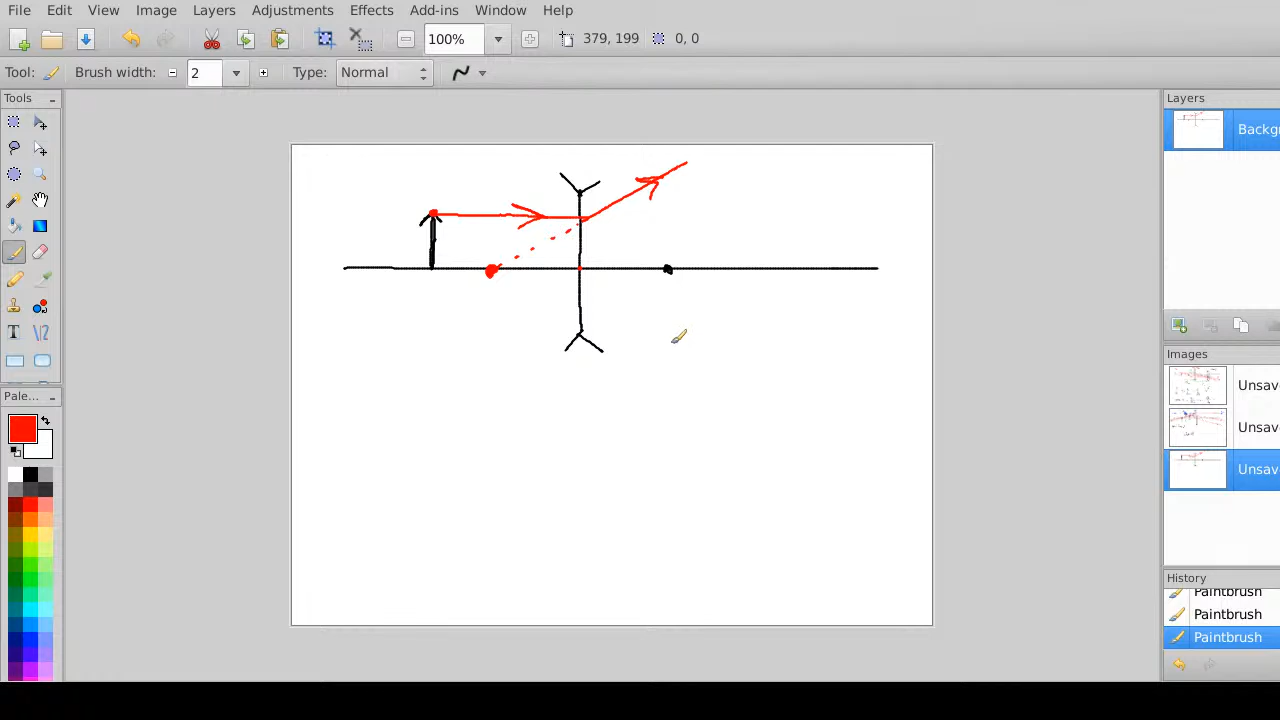 File Edit View Image Layers Adjustments Effects Add-ins Window Help
100% 379, 199 0, 0
Tool: Brush width: 2 Type: Normal
Tools
Layers
Backg
Images
Unsav
Unsav
Unsav
Pale...
History
Paintbrush
Paintbrush
Paintbrush